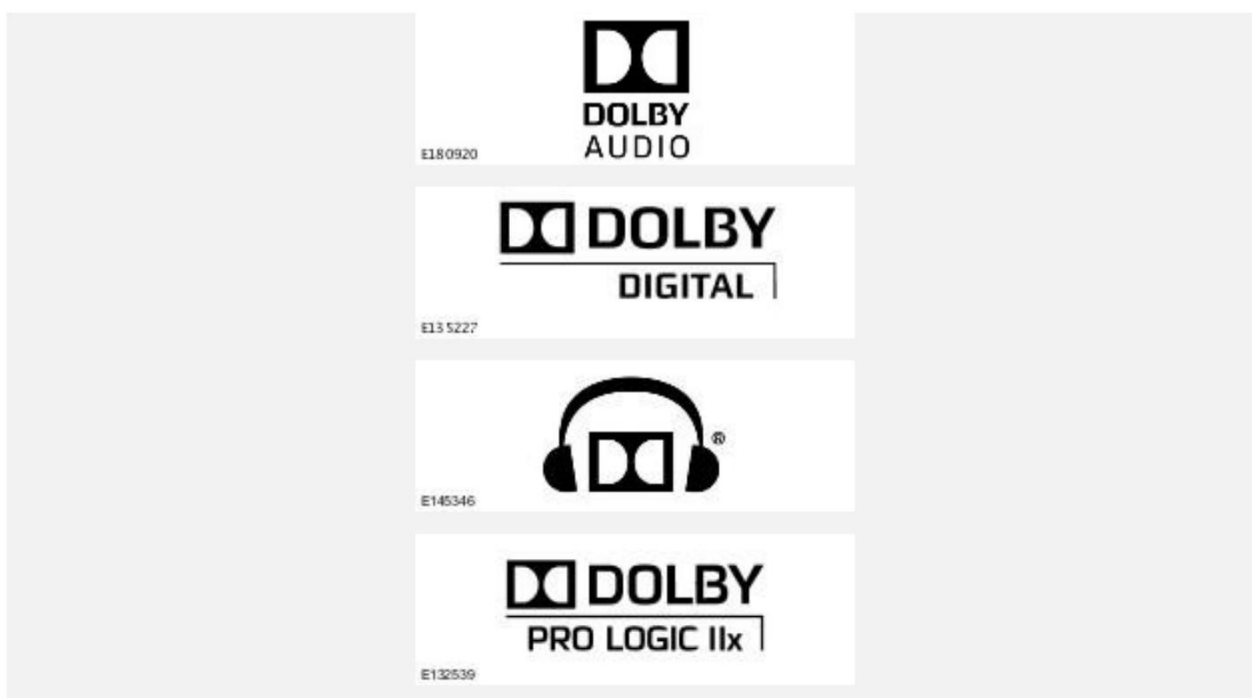 DOLBY
AUDIO
E180920
DOLBY
DIGITAL
E135227
®
E145346
DOLBY
PRO LOGIC IIx
E132539